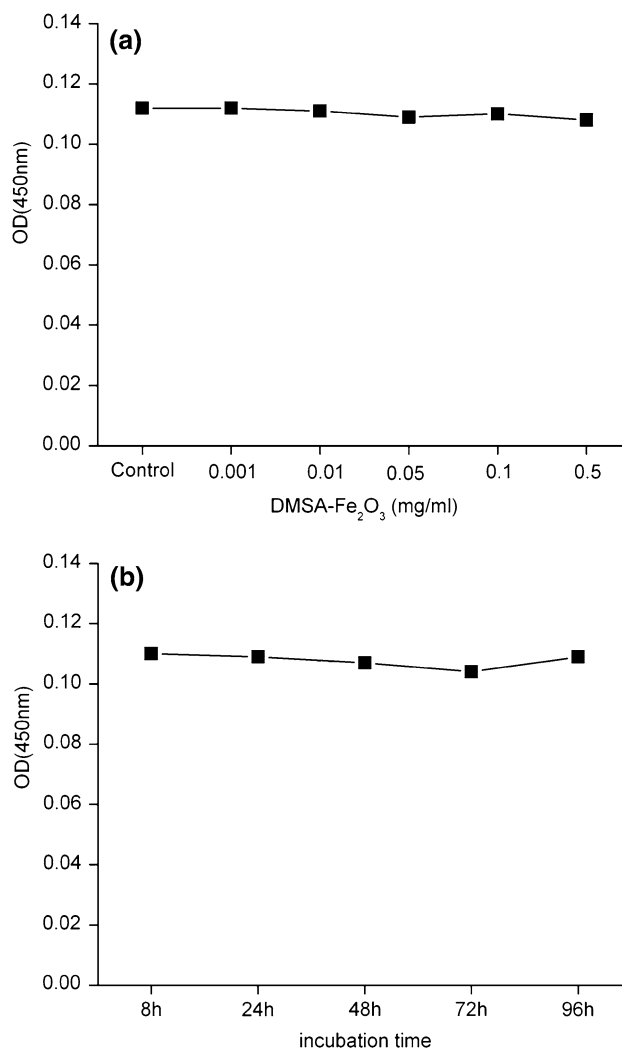 (a)
OD(450nm)
0.14
0.12
0.10
0.08
0.06
0.04
0.02
0.00
Control 0.001 0.01 0.05 0.1 0.5
DMSA-Fe₂O₃ (mg/ml)
(b)
OD(450nm)
0.14
0.12
0.10
0.08
0.06
0.04
0.02
0.00
8h 24h 48h 72h 96h
incubation time